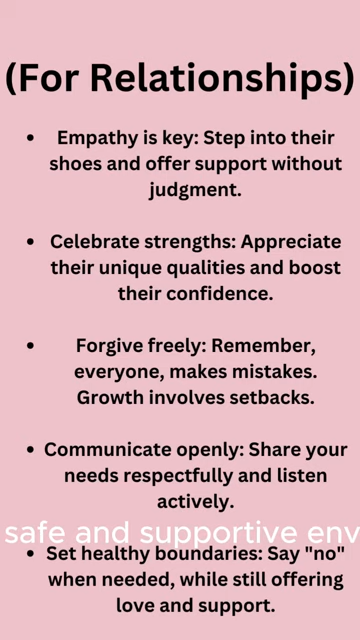 (For Relationships)
• Empathy is key: Step into their
shoes and offer support without
judgment.
• Celebrate strengths: Appreciate
their unique qualities and boost
their confidence.
• Forgive freely: Remember,
everyone, makes mistakes.
Growth involves setbacks.
• Communicate openly: Share your
needs respectfully and listen
actively.
safe and supportive env
• Set healthy boundaries: Say "no"
when needed, while still offering
love and support.